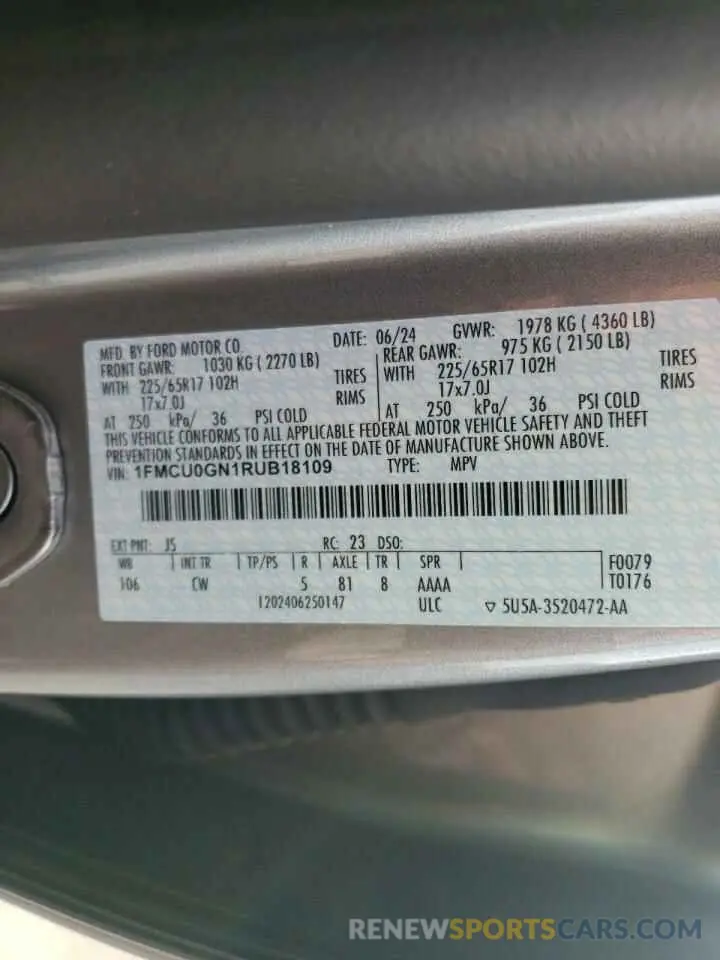 MFD. BY FORD MOTOR CO. DATE: 06/24 GVWR: 1978 KG ( 4360 LB)
FRONT GAWR: 1030 KG ( 2270 LB) REAR GAWR: 975 KG ( 2150 LB)
WITH 225/65R17 102H TIRES WITH 225/65R17 102H TIRES
17x7.0J RIMS 17x7.0J RIMS
AT 250 kPa/ 36 PSI COLD AT 250 kPa/ 36 PSI COLD
THIS VEHICLE CONFORMS TO ALL APPLICABLE FEDERAL MOTOR VEHICLE SAFETY AND THEFT
PREVENTION STANDARDS IN EFFECT ON THE DATE OF MANUFACTURE SHOWN ABOVE.
VIN: 1FMCU0GN1RUB18109 TYPE: MPV
EXT PNT: J5 RC: 23 DSO:
WB INT TR TP/PS R AXLE TR SPR F0079
106 CW 5 81 8 AAAA T0176
1202406250147 ULC ▽ 5U5A-3520472-AA
RENEWSPORTSCARS.COM